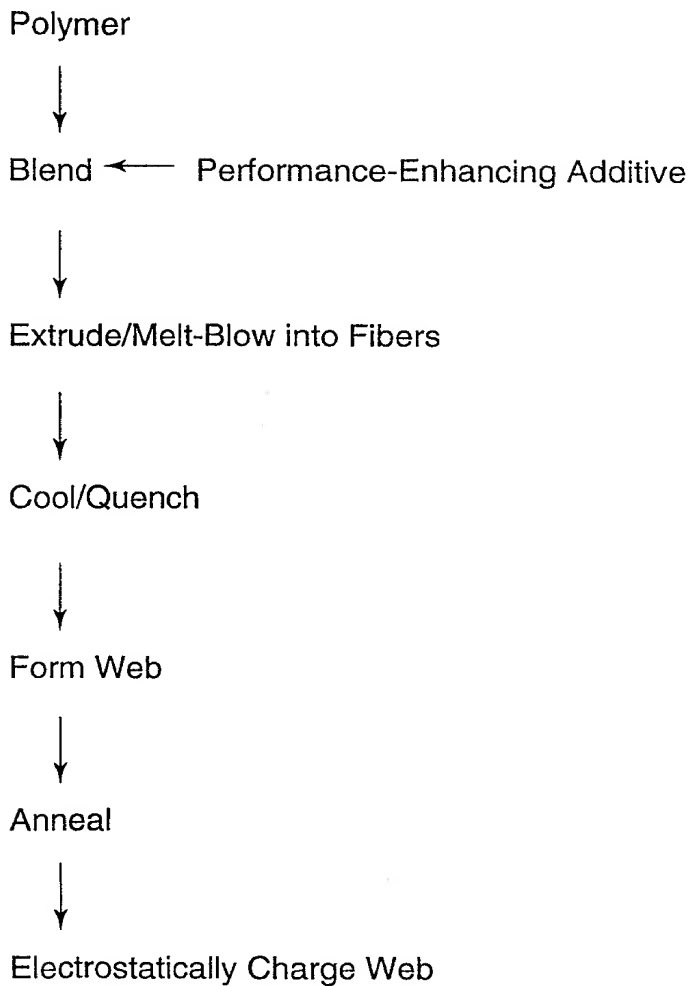 Polymer
Blend Performance-Enhancing Additive
Extrude/Melt-Blow into Fibers
Cool/Quench
Form Web
Anneal
Electrostatically Charge Web